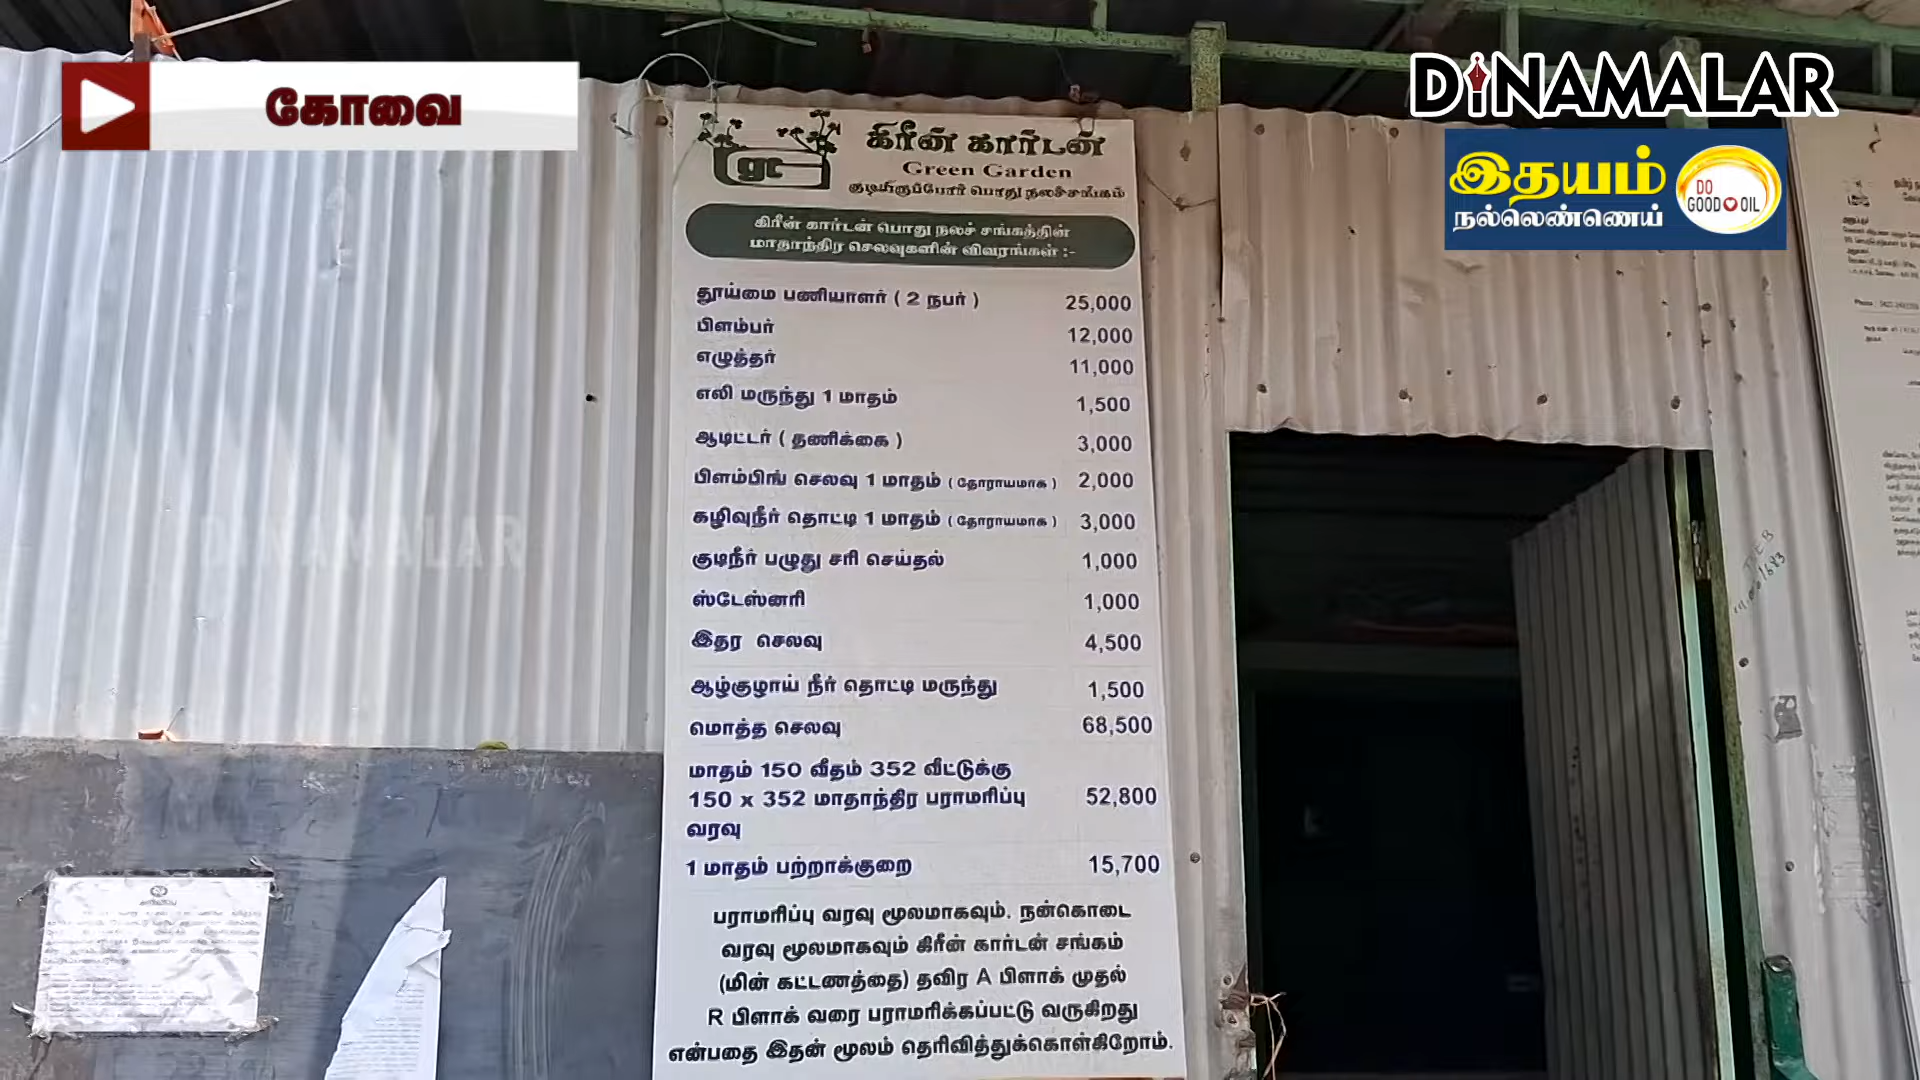 கோவை
DINAMALAR
இதயம்
நல்லெண்ணெய்
DO
GOOD OIL
கிரீன் கார்டன்
Green Garden
குடியிருப்போர் பொது நலச்சங்கம்
கிரீன் கார்டன் பொது நலச் சங்கத்தின்
மாதாந்திர செலவுகளின் விவரங்கள் :-
தூய்மை பணியாளர் ( 2 நபர் ) 25,000
பிளம்பர் 12,000
எழுத்தர் 11,000
எலி மருந்து 1 மாதம் 1,500
ஆடிட்டர் ( தணிக்கை ) 3,000
பிளம்பிங் செலவு 1 மாதம் ( தோராயமாக ) 2,000
கழிவுநீர் தொட்டி 1 மாதம் ( தோராயமாக ) 3,000
குடிநீர் பழுது சரி செய்தல் 1,000
ஸ்டேஸ்னரி 1,000
இதர செலவு 4,500
ஆழ்குழாய் நீர் தொட்டி மருந்து 1,500
மொத்த செலவு 68,500
மாதம் 150 வீதம் 352 வீட்டுக்கு
150 x 352 மாதாந்திர பராமரிப்பு 52,800
வரவு
1 மாதம் பற்றாக்குறை 15,700
பராமரிப்பு வரவு மூலமாகவும். நன்கொடை
வரவு மூலமாகவும் கிரீன் கார்டன் சங்கம்
(மின் கட்டணத்தை) தவிர A பிளாக் முதல்
R பிளாக் வரை பராமரிக்கப்பட்டு வருகிறது
என்பதை இதன் மூலம் தெரிவித்துக்கொள்கிறோம்.
DINAMALAR